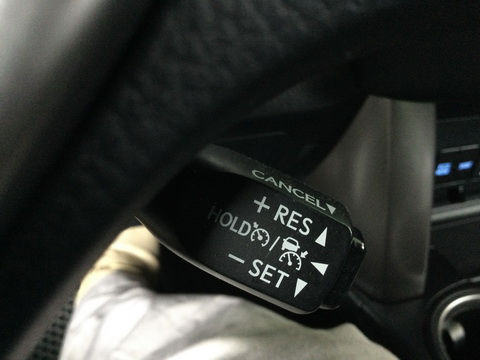 CANCEL▼
+ RES ▲
HOLD /
− SET ▼